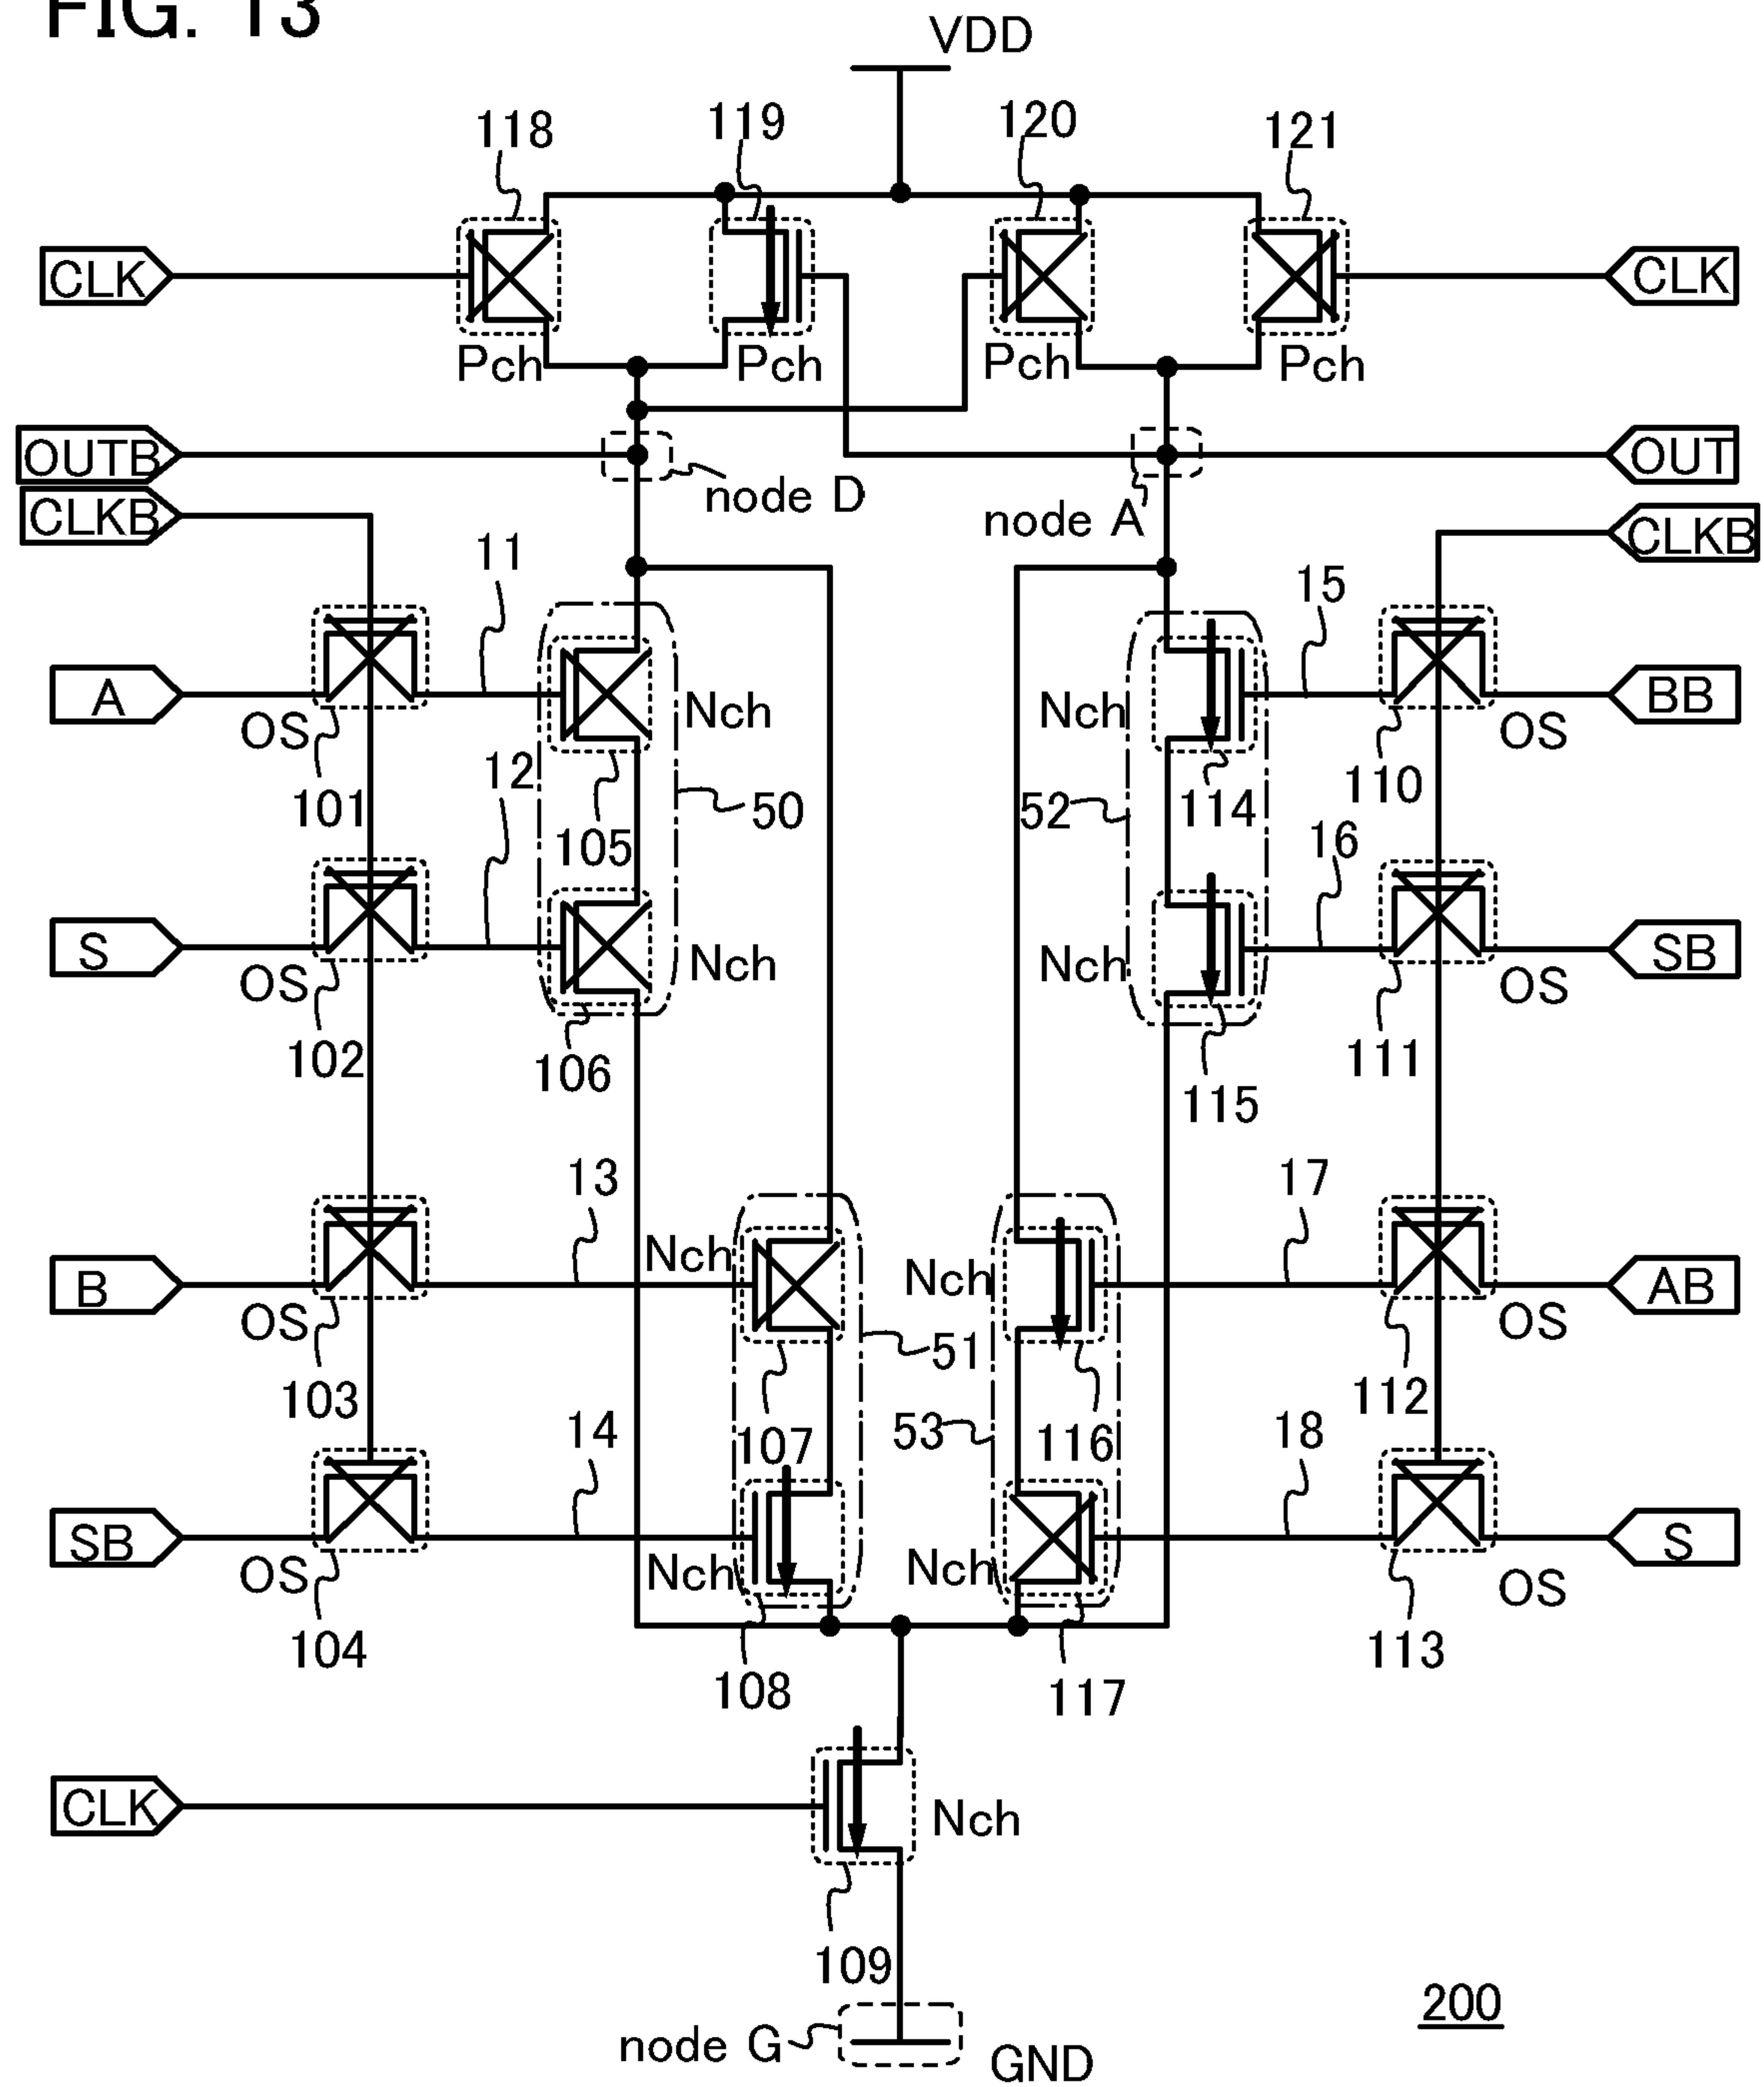 FIG. 13
VDD
118
119
120
121
CLK
CLK
Pch
Pch
Pch
Pch
OUTB
OUT
node D
node A
CLKB
CLKB
11
15
A
OS
Nch
Nch
BB
OS
101
12
105
50
52
114
110
16
S
OS
Nch
Nch
SB
OS
102
106
115
111
13
17
B
OS
Nch
Nch
AB
OS
103
51
107
53
116
112
14
18
SB
OS
Nch
Nch
S
OS
104
108
117
113
CLK
Nch
109
200
node G
GND